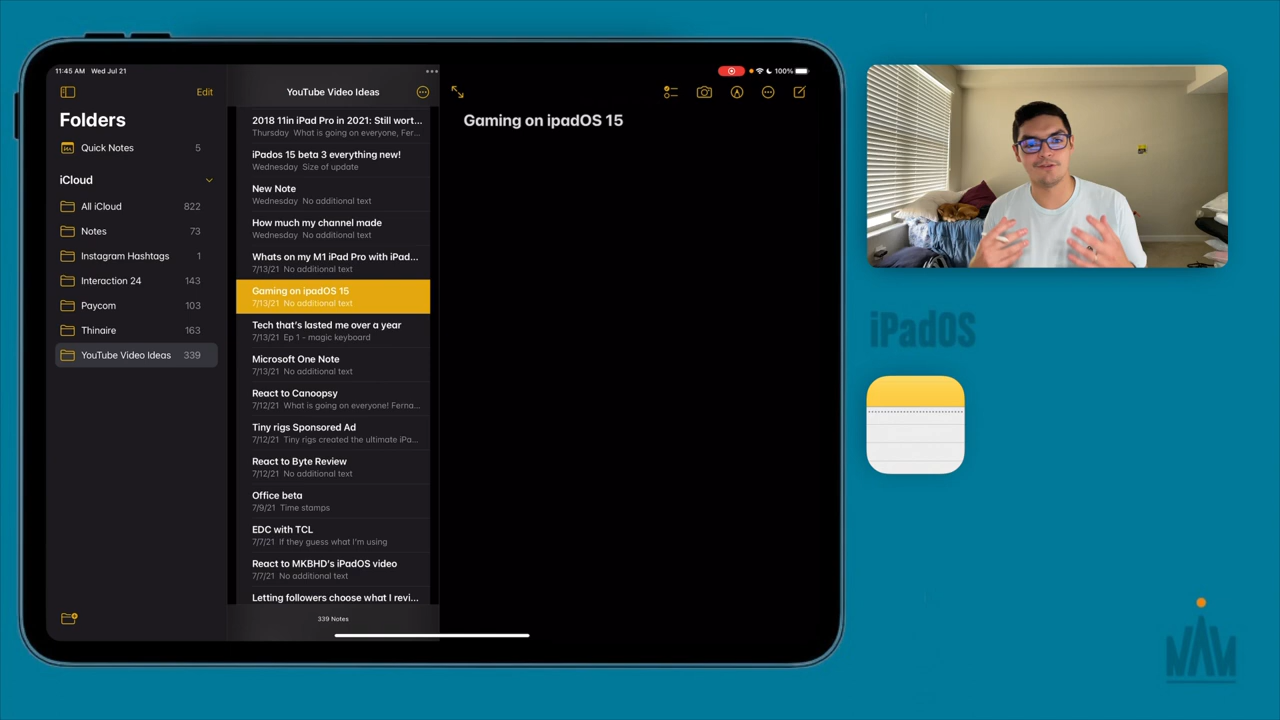 11:45 AM Wed Jul 21
100%
Edit
Folders
Quick Notes 5
iCloud
All iCloud 822
Notes 73
Instagram Hashtags 1
Interaction 24 143
Paycom 103
Thinaire 163
YouTube Video Ideas 339
YouTube Video Ideas
2018 11in iPad Pro in 2021: Still wort...
Thursday What is going on everyone, Fer...
iPados 15 beta 3 everything new!
Wednesday Size of update
New Note
Wednesday No additional text
How much my channel made
Wednesday No additional text
Whats on my M1 iPad Pro with iPad...
7/13/21 No additional text
Gaming on ipadOS 15
7/13/21 No additional text
Tech that's lasted me over a year
7/13/21 Ep 1 - magic keyboard
Microsoft One Note
7/13/21 No additional text
React to Canoopsy
7/12/21 What is going on everyone! Ferna...
Tiny rigs Sponsored Ad
7/12/21 Tiny rigs created the ultimate iPa...
React to Byte Review
7/12/21 No additional text
Office beta
7/9/21 Time stamps
EDC with TCL
7/7/21 If they guess what I'm using
React to MKBHD's iPadOS video
7/7/21 No additional text
Letting followers choose what I revi...
339 Notes
Gaming on ipadOS 15
iPadOS